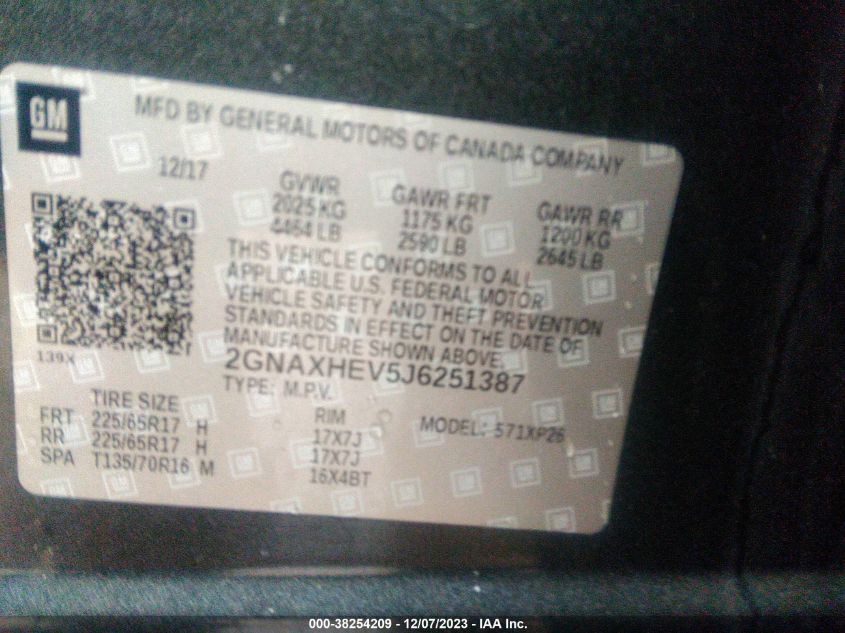 GM
MFD BY GENERAL MOTORS OF CANADA COMPANY
12/17
GVWR
2025 KG
4464 LB
GAWR FRT
1175 KG
2590 LB
GAWR RR
1200 KG
2645 LB
THIS VEHICLE CONFORMS TO ALL
APPLICABLE U.S. FEDERAL MOTOR
VEHICLE SAFETY AND THEFT PREVENTION
STANDARDS IN EFFECT ON THE DATE OF
MANUFACTURE SHOWN ABOVE.
139X
2GNAXHEV5J6251387
TYPE: M.P.V.
TIRE SIZE
RIM
MODEL: 571XP26
FRT 225/65R17 H 17X7J
RR 225/65R17 H 17X7J
SPA T135/70R16 M 16X4BT
000-38254209 - 12/07/2023 - IAA Inc.